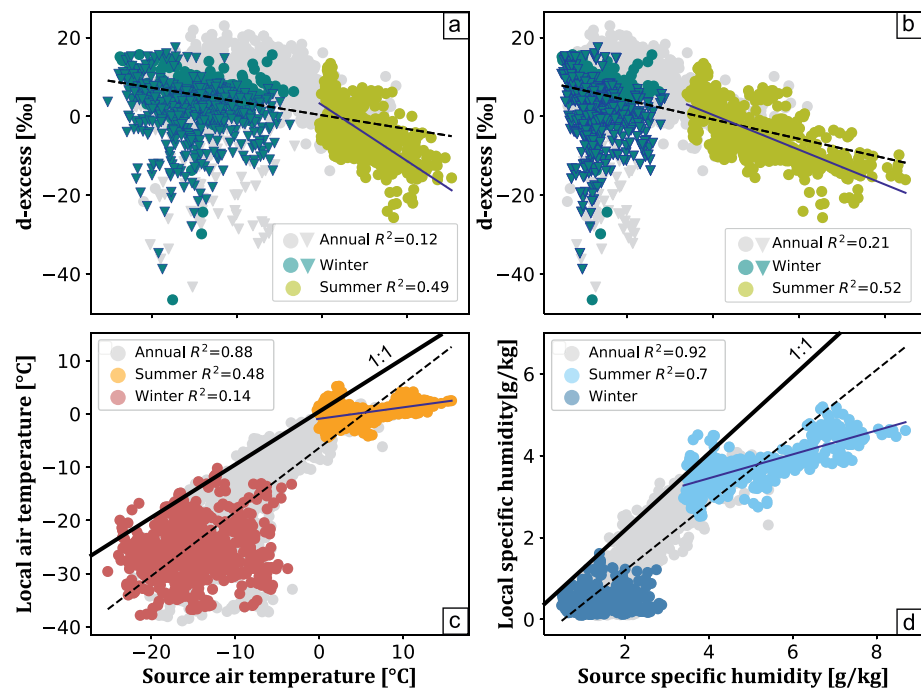 a
20
0
−20
−40
d-excess [‰]
Annual R²=0.12
Winter
Summer R²=0.49
b
20
0
−20
−40
d-excess [‰]
Annual R²=0.21
Winter
Summer R²=0.52
Annual R²=0.88
Summer R²=0.48
Winter R²=0.14
1:1
10
0
−10
−20
−30
−40
Local air temperature [°C]
c
−20
−10
0
10
Source air temperature [°C]
Annual R²=0.92
Summer R²=0.7
Winter
1:1
6
4
2
0
Local specific humidity[g/kg]
d
2
4
6
8
Source specific humidity [g/kg]